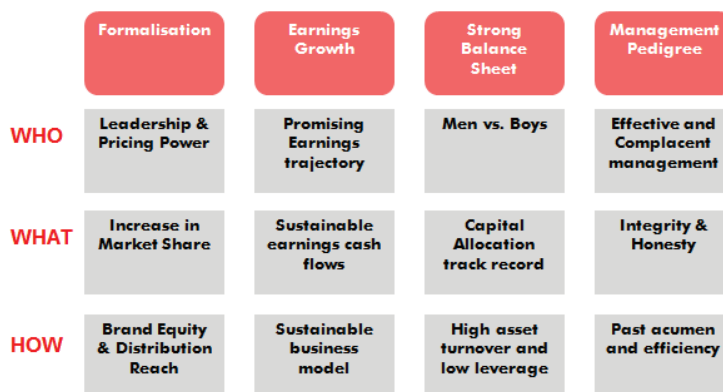 Formalisation
Earnings
Growth
Strong
Balance
Sheet
Management
Pedigree
WHO
Leadership &
Pricing Power
Promising
Earnings
trajectory
Men vs. Boys
Effective and
Complacent
management
WHAT
Increase in
Market Share
Sustainable
earnings cash
flows
Capital
Allocation
track record
Integrity &
Honesty
HOW
Brand Equity
& Distribution
Reach
Sustainable
business
model
High asset
turnover and
low leverage
Past acumen
and efficiency